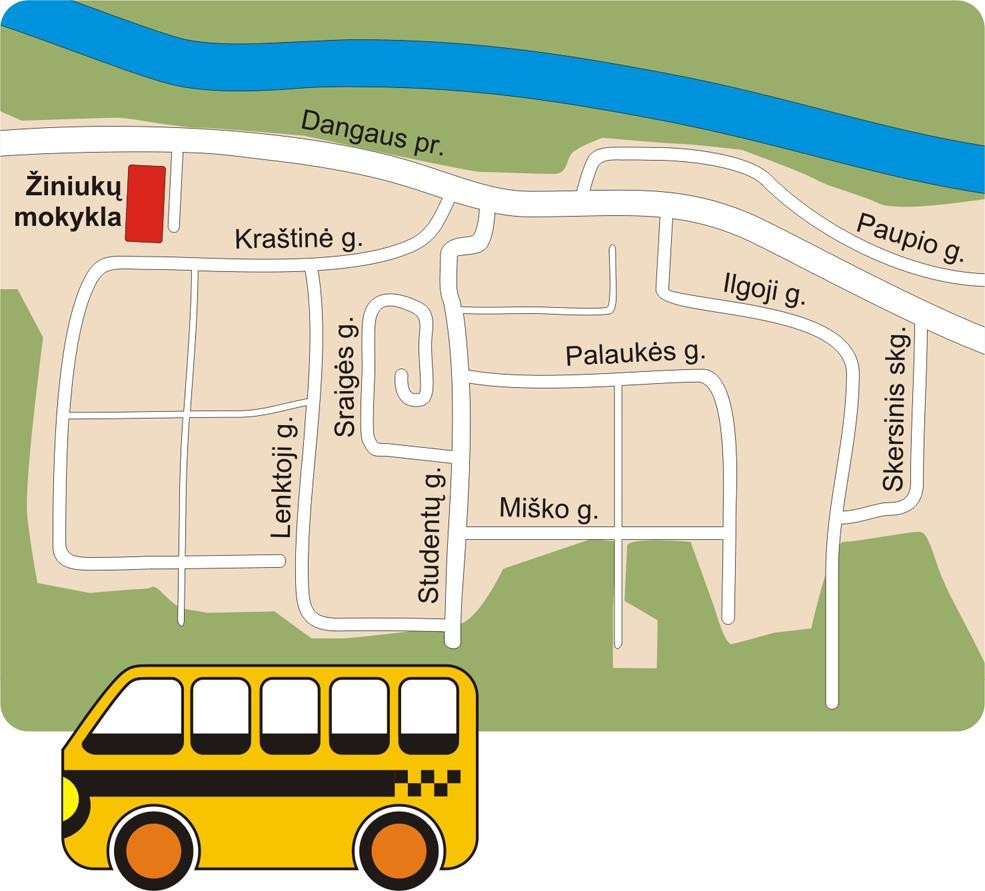 Dangaus pr.
Žiniukų
mokykla
Kraštinė g.
Paupio g.
Ilgoji g.
Sraigės g.
Palaukės g.
Skersinis skg.
Lenktoji g.
Studentų g.
Miško g.